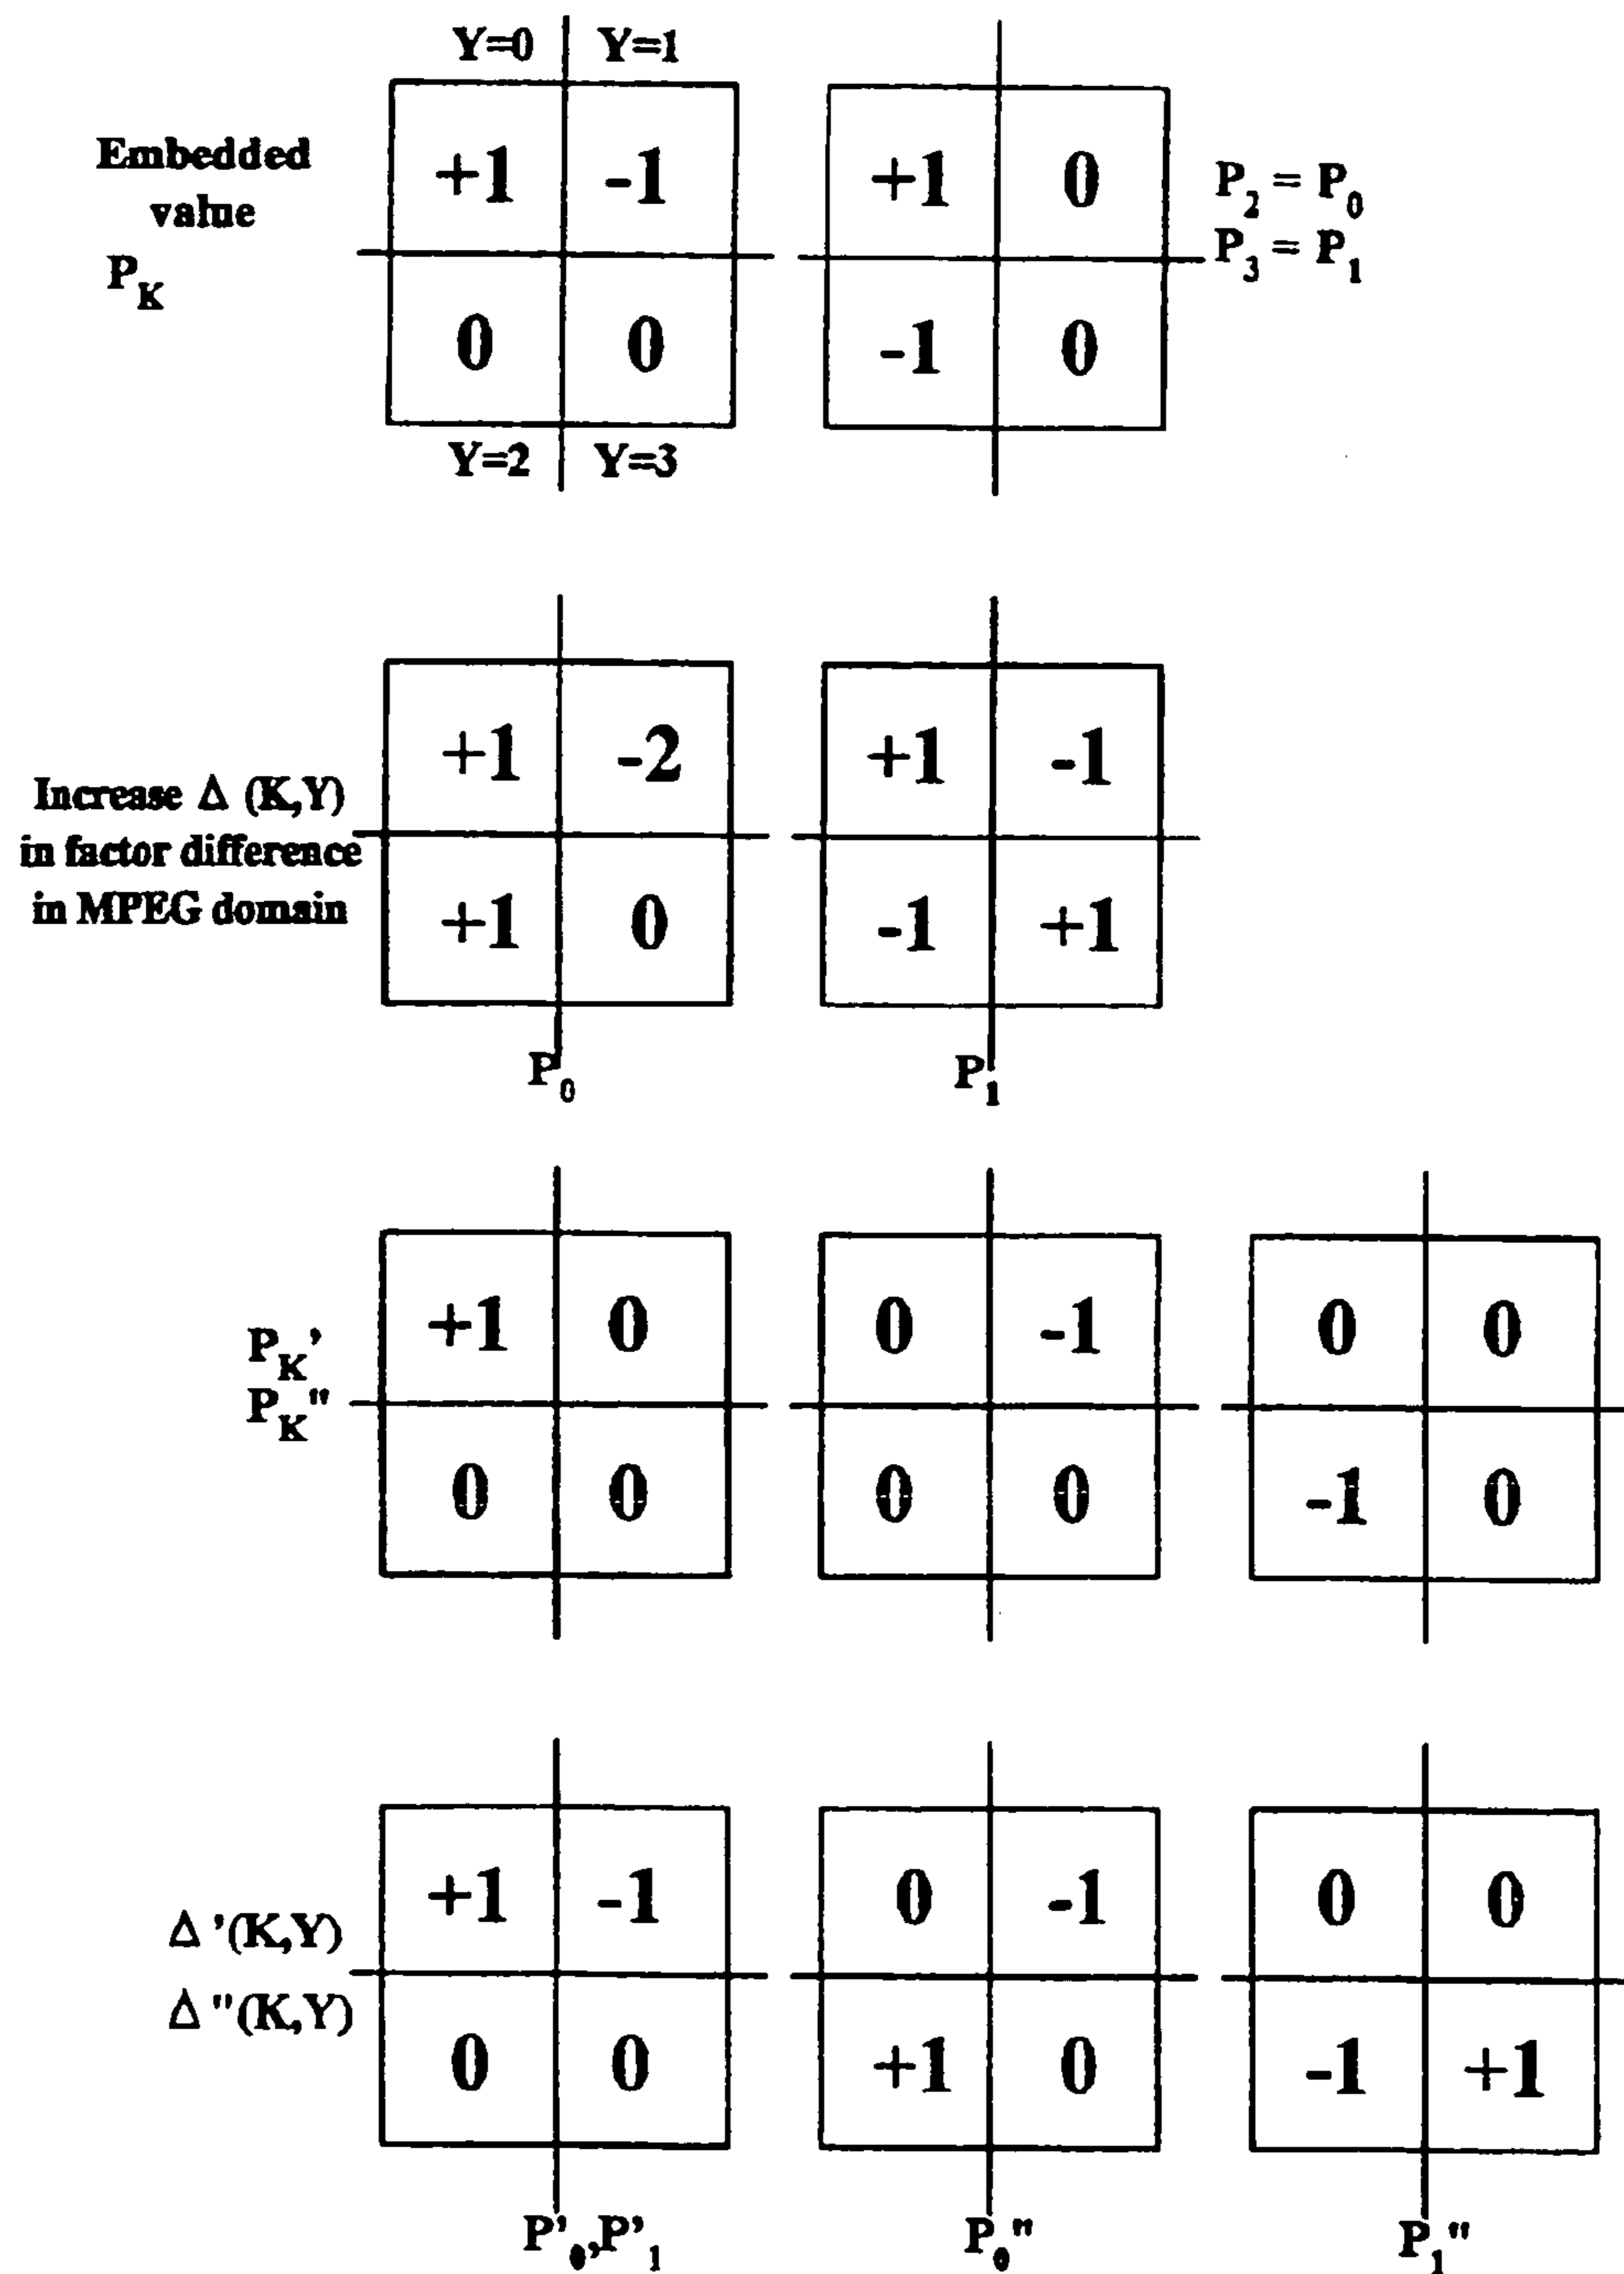 Y=0 Y=1
Embedded
value
P_K
+1 -1
0 0
Y=2 Y=3
+1 0
-1 0
P_2 = P_0
P_3 = P_1
Increase Δ (K,Y)
in factor difference
in MPEG domain
+1 -2
+1 0
P_0
+1 -1
-1 +1
P_1
P_K'
P_K"
+1 0
0 0
0 -1
0 0
0 0
-1 0
Δ'(K,Y)
Δ"(K,Y)
+1 -1
0 0
P'_0,P'_1
0 -1
+1 0
P_0"
0 0
-1 +1
P_1"